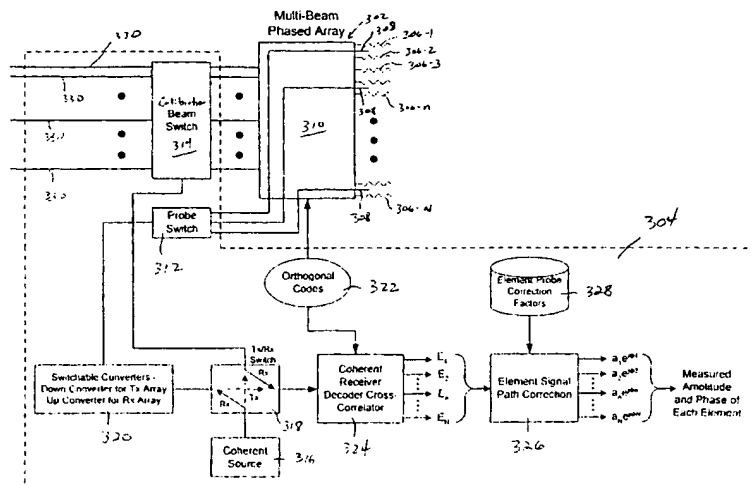 Multi-Beam
Phased Array
302
308
306-1
306-2
306-3
308
306-n
308
306-N
330
330
330
330
Calibration
Beam
Switch
314
310
Probe
Switch
312
304
Orthogonal
Codes
322
Element Probe
Correction
Factors
328
Tx/Rx
Switch
Switchable Converters -
Down Converter for Tx Array
Up Converter for Rx Array
320
Rx
Tx
Rx
318
Coherent
Receiver
Decoder Cross-
Correlator
324
E1
E2
En
EN
Element Signal
Path Correction
326
Measured
Amplitude
and Phase of
Each Element
Coherent
Source
316